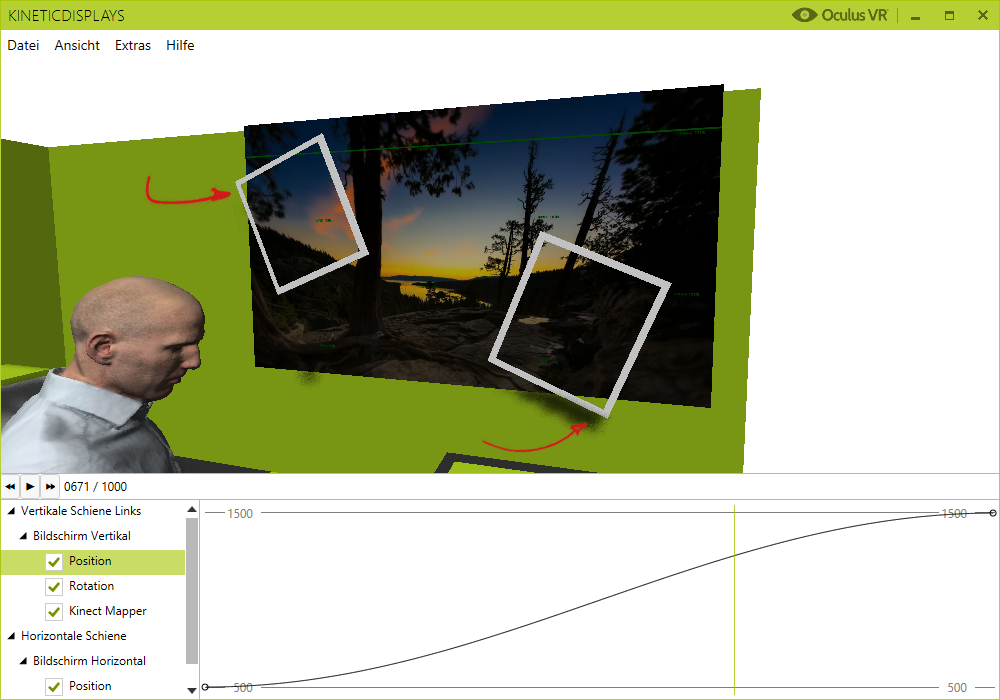 KINETICDISPLAYS
Oculus VR
Datei Ansicht Extras Hilfe
0671 / 1000
Vertikale Schiene Links
Bildschirm Vertikal
Position
Rotation
Kinect Mapper
Horizontale Schiene
Bildschirm Horizontal
Position
1500 1500
500 500